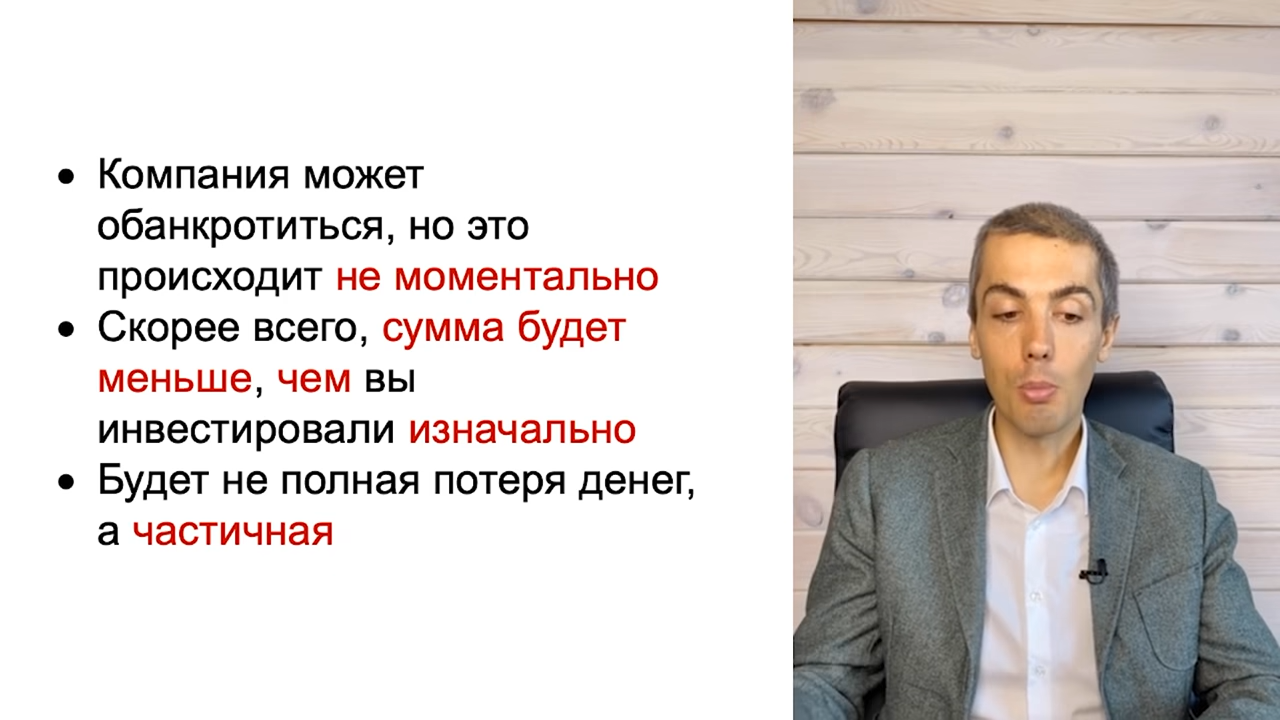 • Компания может
обанкротиться, но это
происходит не моментально
• Скорее всего, сумма будет
меньше, чем вы
инвестировали изначально
• Будет не полная потеря денег,
а частичная